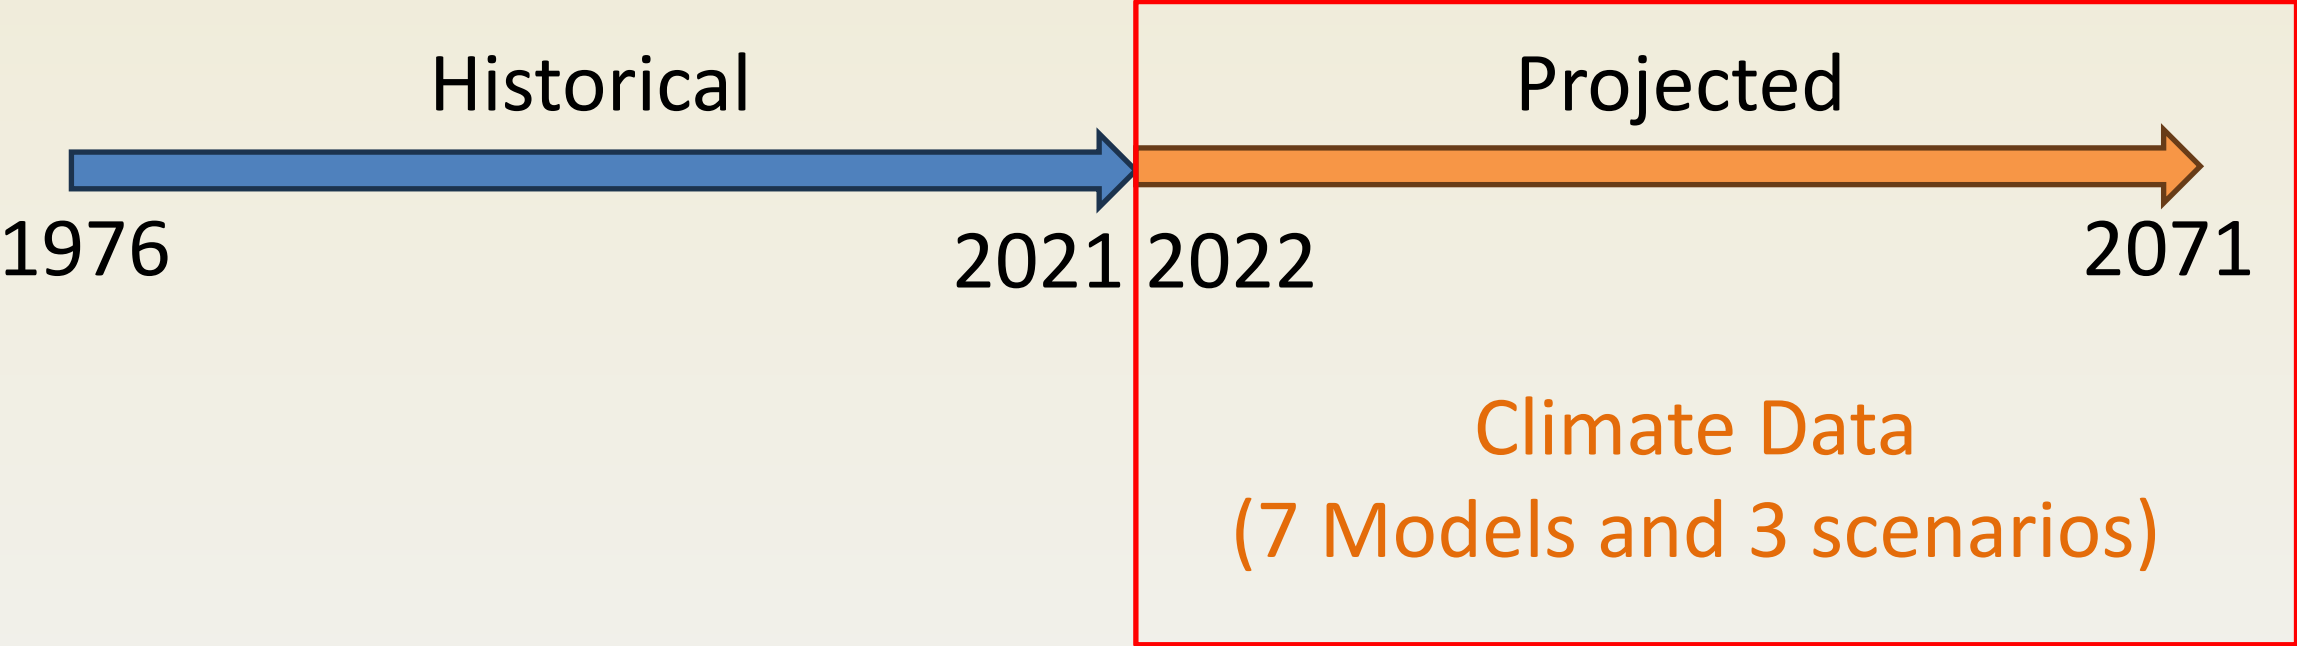 Historical
Projected
1976
2021
2022
2071
Climate Data
(7 Models and 3 scenarios)